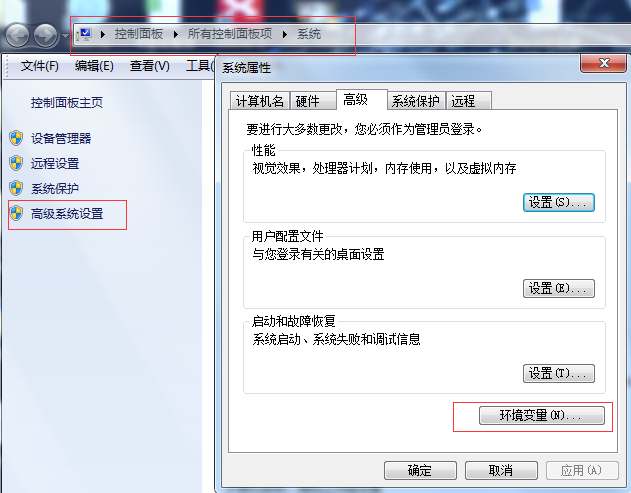 控制面板 所有控制面板项 系统
文件(F) 编辑(E) 查看(V) 工具(
控制面板主页
设备管理器
远程设置
系统保护
高级系统设置
系统属性
计算机名 硬件 高级 系统保护 远程
要进行大多数更改，您必须作为管理员登录。
性能
视觉效果，处理器计划，内存使用，以及虚拟内存
设置(S)...
用户配置文件
与您登录有关的桌面设置
设置(E)...
启动和故障恢复
系统启动、系统失败和调试信息
设置(T)...
环境变量(N)...
确定 取消 应用(A)